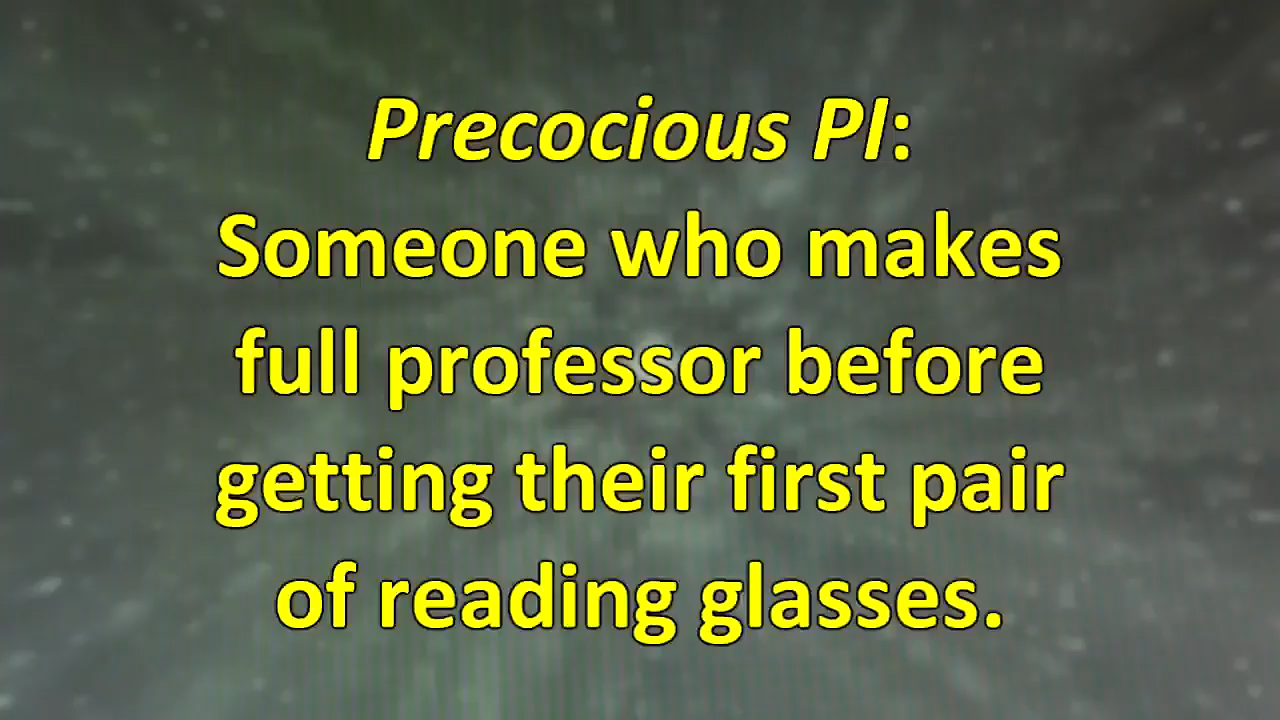 Precocious PI:
Someone who makes
full professor before
getting their first pair
of reading glasses.